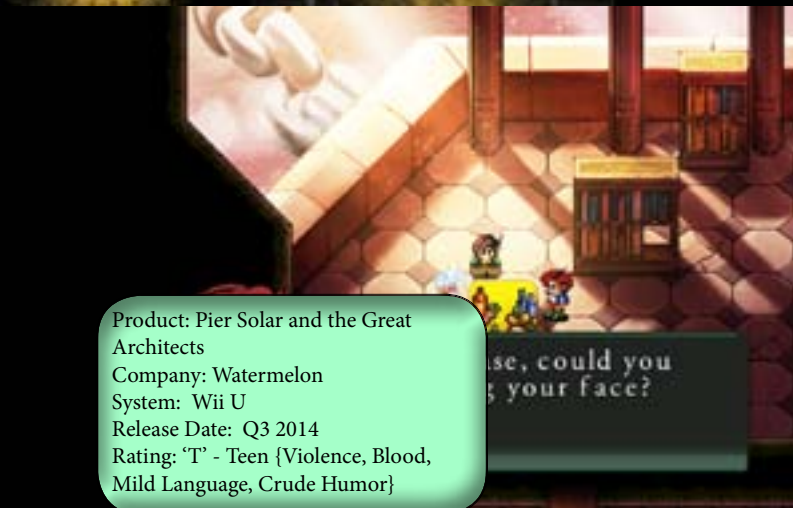 Product: Pier Solar and the Great
Architects
Company: Watermelon
System: Wii U
Release Date: Q3 2014
Rating: ‘T’ - Teen {Violence, Blood,
Mild Language, Crude Humor}
could you
your face?